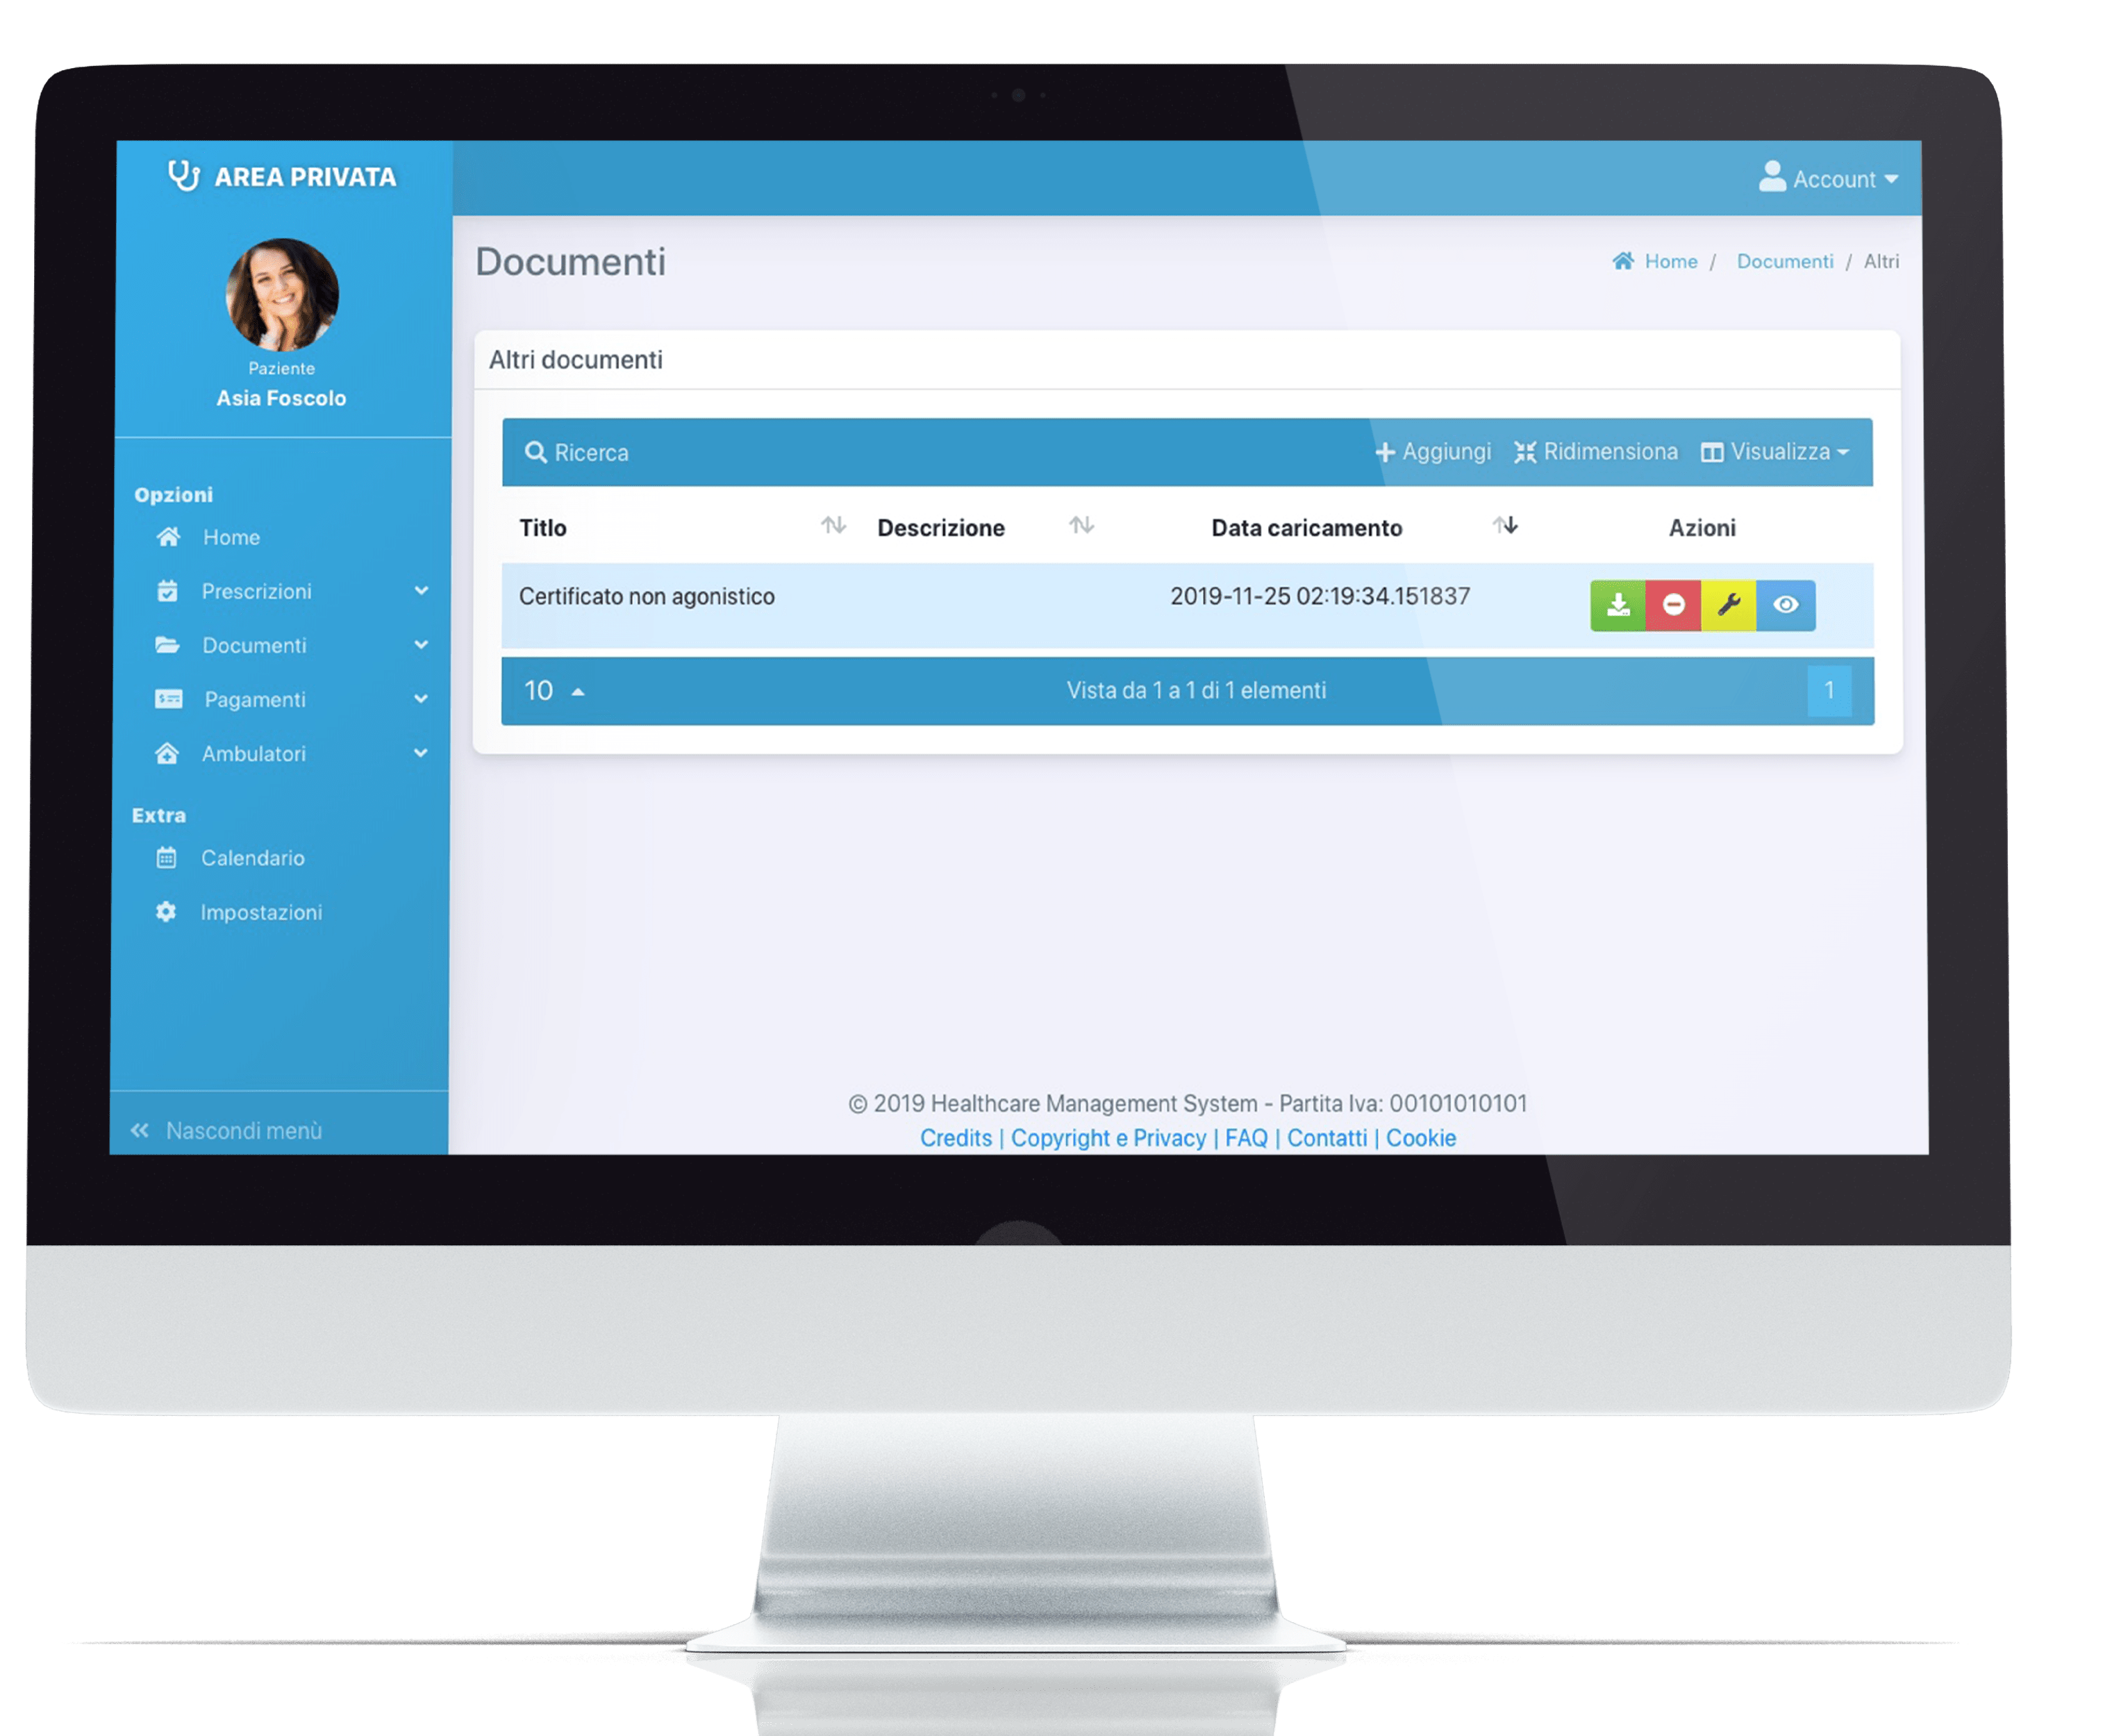 AREA PRIVATA
Account
Paziente
Asia Foscolo
Opzioni
Home
Prescrizioni
Documenti
Pagamenti
Ambulatori
Extra
Calendario
Impostazioni
Nascondi menù
Documenti
Home / Documenti / Altri
Altri documenti
Ricerca
Aggiungi Ridimensiona Visualizza
Titolo Descrizione Data caricamento Azioni
Certificato non agonistico 2019-11-25 02:19:34.151837
10 Vista da 1 a 1 di 1 elementi 1
© 2019 Healthcare Management System - Partita Iva: 00101010101
Credits | Copyright e Privacy | FAQ | Contatti | Cookie